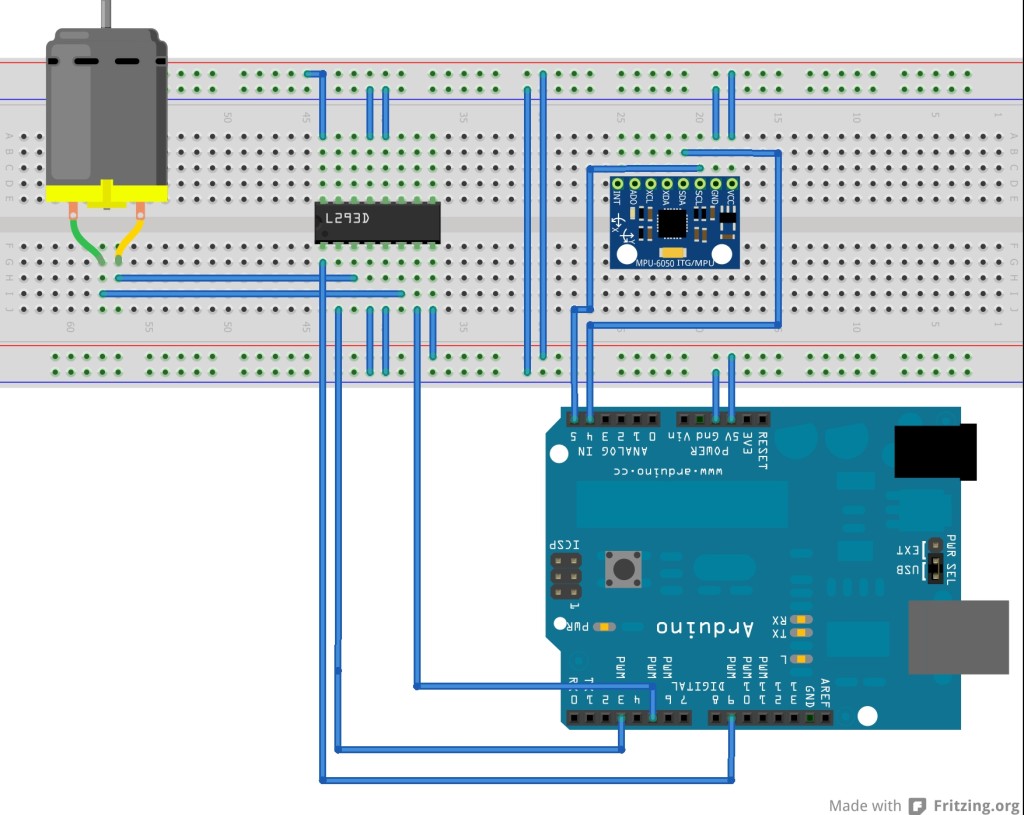 50
45
35
25
20
10
5
1
A
B
C
D
E
A
B
C
D
E
L293D
INT
ADO
XCL
XDA
SDA
SCL
GND
VCC
X
Y
MPU-6050 ITG/MPU
F
G
H
I
J
F
G
H
I
J
60
55
50
45
35
10
5
1
5 4 3 2 1 0
Vin Gnd 5V 3V3 RESET
ANALOG IN
POWER
www.arduino.cc
ICSP
1
EXT
USB
PWR SEL
PWR
Arduino
RX
TX
L
PWM PWM PWM PWM PWM PWM
DIGITAL
RX 0
TX 1
2 3 4 6 7 8 9 10 11 12 13 GND AREF
Made with Fritzing.org